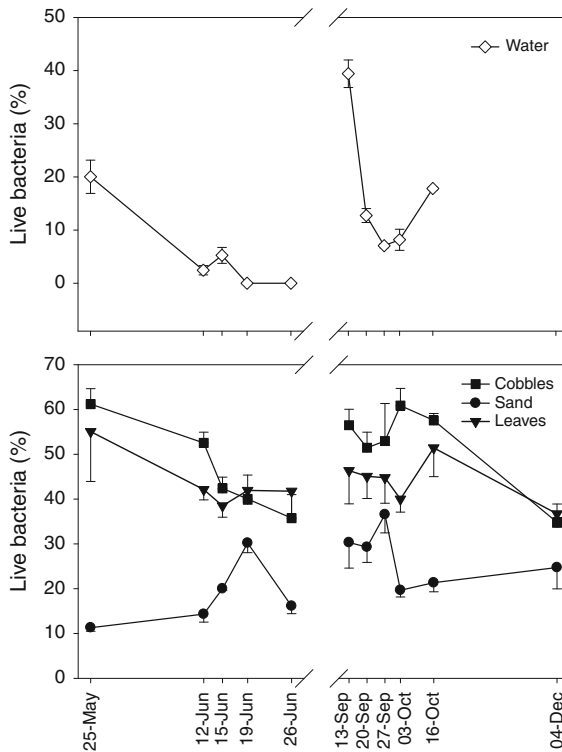 50
40
30
20
10
0
Live bacteria (%)
Water
70
60
50
40
30
20
10
0
Live bacteria (%)
Cobbles
Sand
Leaves
25-May
12-Jun
15-Jun
19-Jun
26-Jun
13-Sep
20-Sep
27-Sep
03-Oct
16-Oct
04-Dec